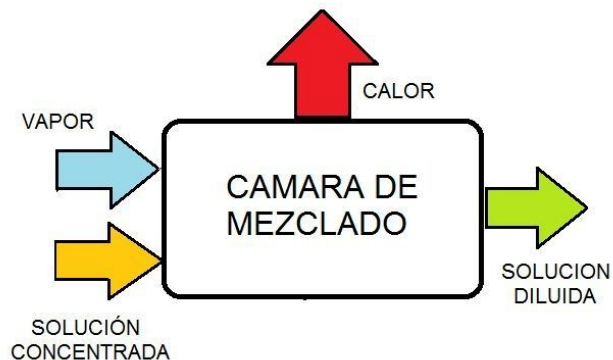 CALOR
VAPOR
CAMARA DE
MEZCLADO
SOLUCION
DILUIDA
SOLUCIÓN
CONCENTRADA